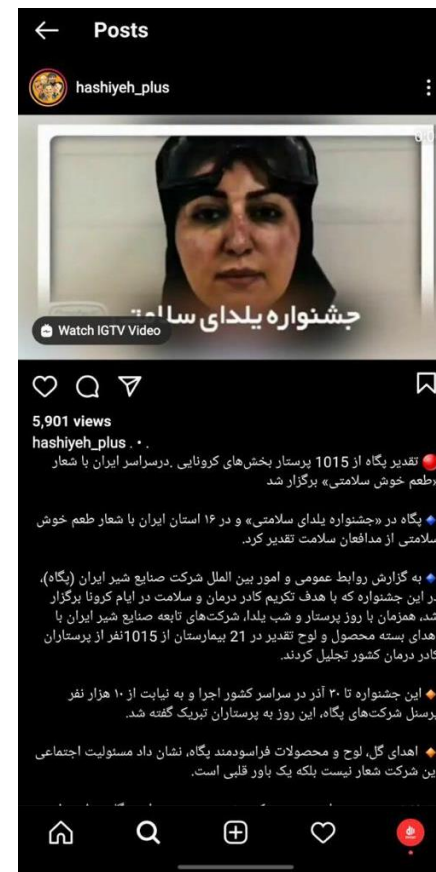 Posts
hashiyeh_plus
جشنواره یلدای سلامتی
Watch IGTV Video
5,901 views
hashiyeh_plus . • .
🔴 تقدیر پگاه از 1015 پرستار بخش‌های کرونایی .درسراسر ایران با شعار
«طعم خوش سلامتی» برگزار شد
🔹 پگاه در «جشنواره یلدای سلامتی» و در ۱۶ استان ایران با شعار طعم خوش
سلامتی از مدافعان سلامت تقدیر کرد.
🔹 به گزارش روابط عمومی و امور بین الملل شرکت صنایع شیر ایران (پگاه)،
در این جشنواره که با هدف تکریم کادر درمان و سلامت در ایام کرونا برگزار
شد، همزمان با روز پرستار و شب یلدا، شرکت‌های تابعه صنایع شیر ایران با
اهدای بسته محصول و لوح تقدیر در 21 بیمارستان از 1015نفر از پرستاران
کادر درمان کشور تجلیل کردند.
🔸 این جشنواره تا ۳۰ آذر در سراسر کشور اجرا و به نیابت از ۱۰ هزار نفر
پرسنل شرکت‌های پگاه، این روز به پرستاران تبریک گفته شد.
🔸 اهدای گل، لوح و محصولات فراسودمند پگاه، نشان داد مسئولیت اجتماعی
این شرکت شعار نیست بلکه یک باور قلبی است.